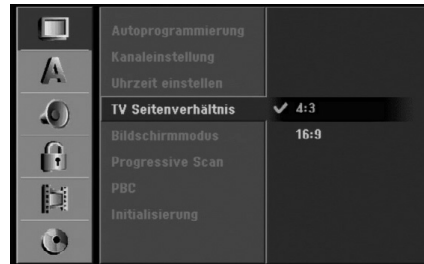 Autoprogrammierung
Kanaleinstellung
Uhrzeit einstellen
TV Seitenverhältnis ✔ 4:3
Bildschirmmodus 16:9
Progressive Scan
PBC
Initialisierung
A